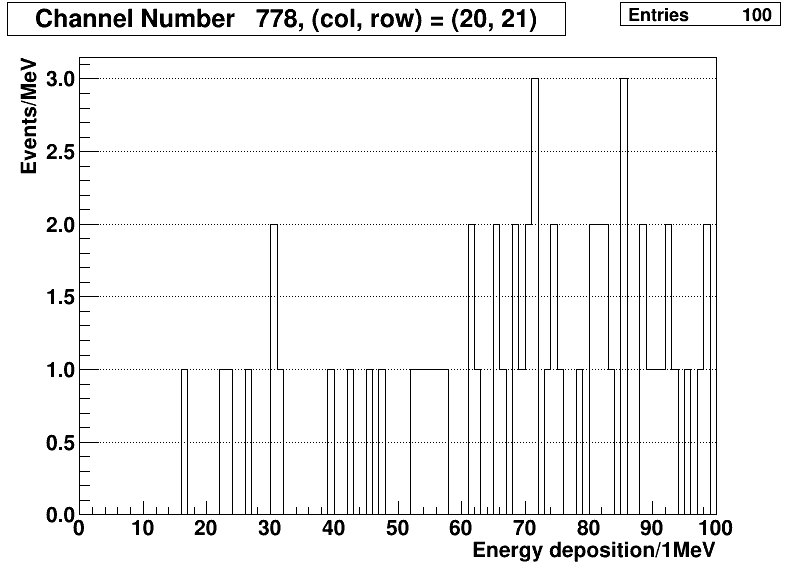 Channel Number 778, (col, row) = (20, 21)
Entries 100
Events/MeV
3.0
2.5
2.0
1.5
1.0
0.5
0.0
0 10 20 30 40 50 60 70 80 90 100
Energy deposition/1MeV